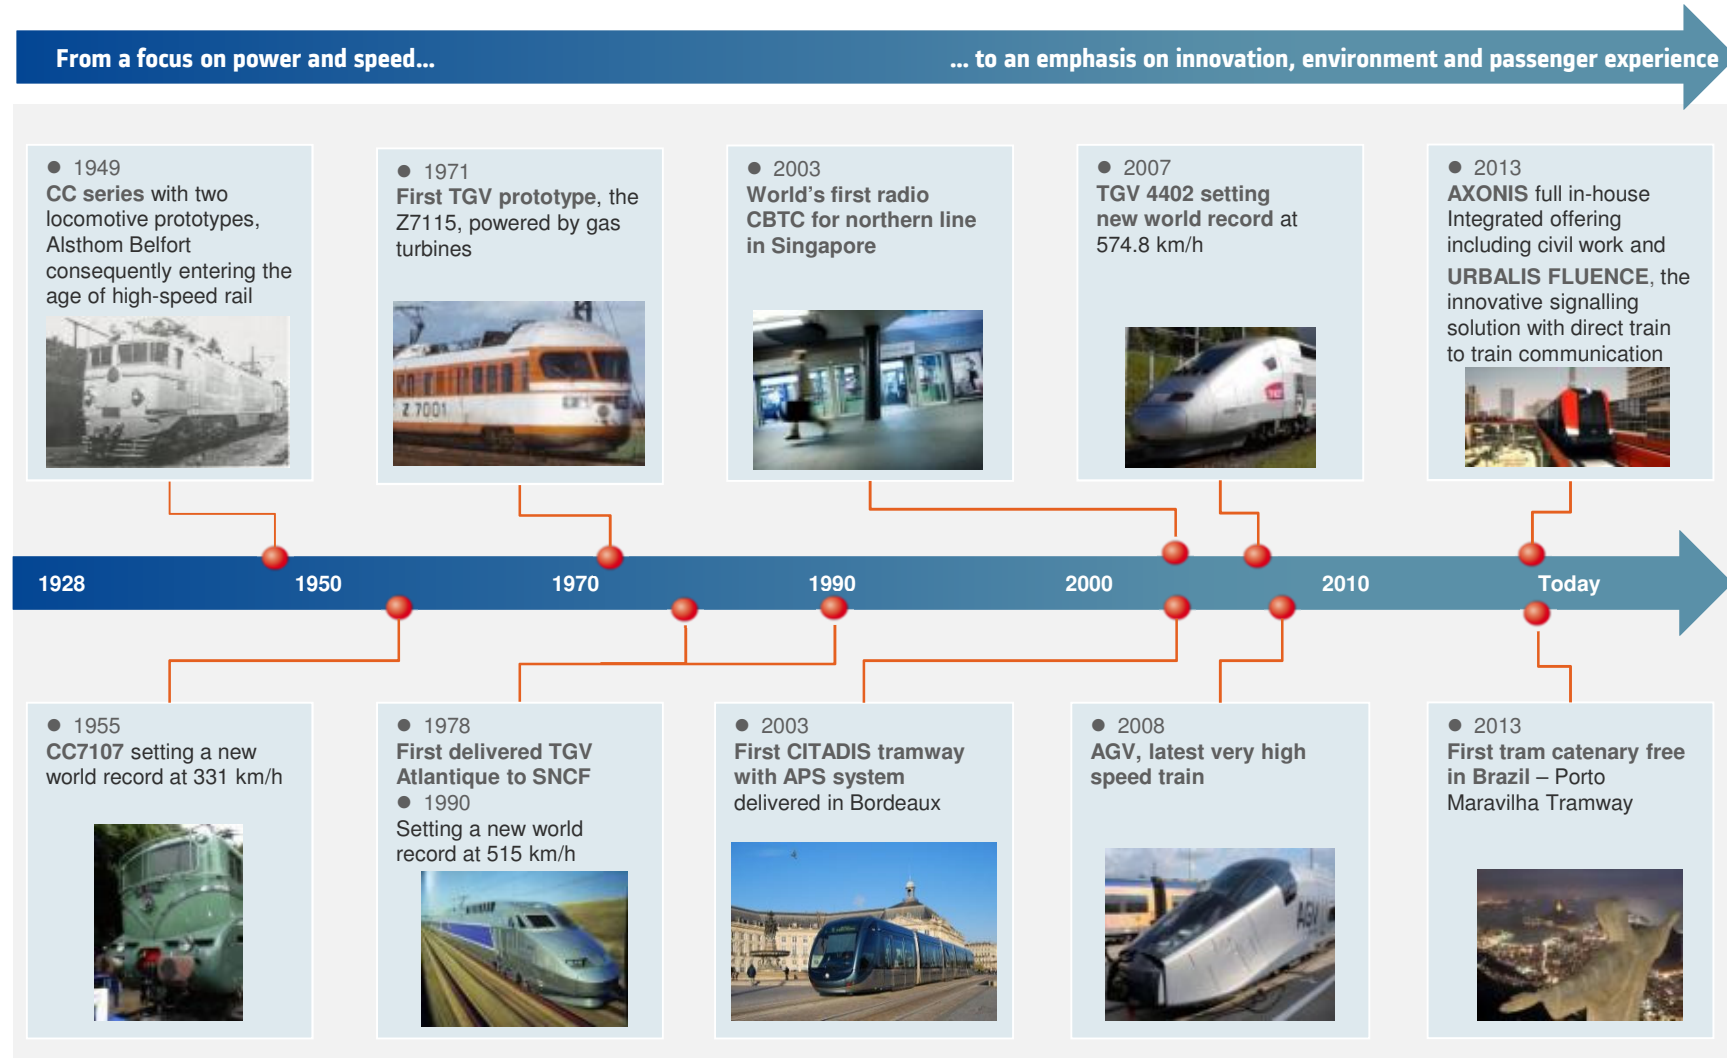 From a focus on power and speed...
... to an emphasis on innovation, environment and passenger experience
● 1949
CC series with two
locomotive prototypes,
Alsthom Belfort
consequently entering the
age of high-speed rail
● 1971
First TGV prototype, the
Z7115, powered by gas
turbines
Z 7001
● 2003
World's first radio
CBTC for northern line
in Singapore
● 2007
TGV 4402 setting
new world record at
574.8 km/h
● 2013
AXONIS full in-house
Integrated offering
including civil work and
URBALIS FLUENCE, the
innovative signalling
solution with direct train
to train communication
1928 1950 1970 1990 2000 2010 Today
● 1955
CC7107 setting a new
world record at 331 km/h
● 1978
First delivered TGV
Atlantique to SNCF
● 1990
Setting a new world
record at 515 km/h
● 2003
First CITADIS tramway
with APS system
delivered in Bordeaux
● 2008
AGV, latest very high
speed train
AGV
● 2013
First tram catenary free
in Brazil – Porto
Maravilha Tramway